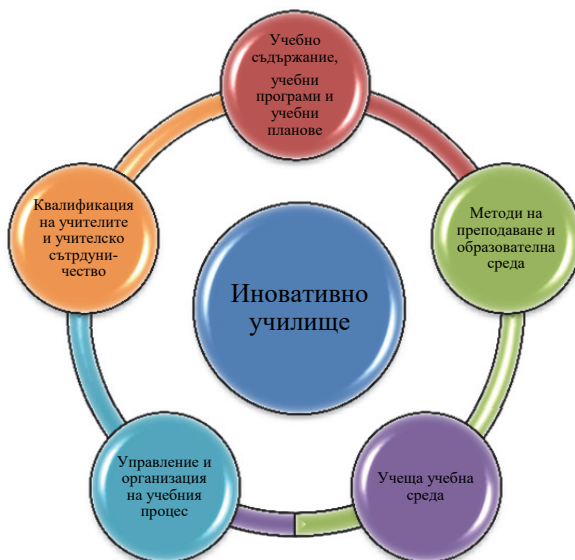 Учебно
съдържание,
учебни
програми и
учебни
планове
Методи на
преподаване и
образователна
среда
Учеща учебна
среда
Управление и
организация
на учебния
процес
Квалификация
на учителите
и учителско
сътрдуни-
чество
Иновативно
училище